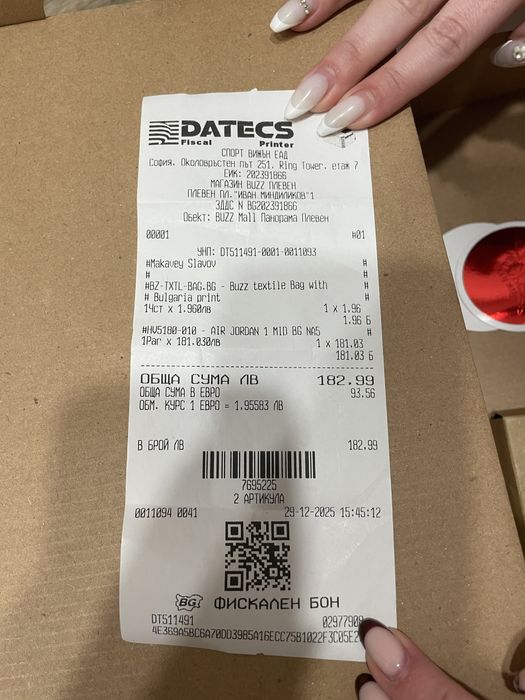 DATECS
Fiscal Printer
СПОРТ ВИЖЪН ЕАД
София. Околовръстен път 251. Ring Tower. етаж 7
ЕИК: 202391866
МАГАЗИН BUZZ ПЛЕВЕН
ПЛЕВЕН ПЛ."ИВАН МИНДИЛИКОВ"1
ЗДДС N BG202391866
Обект: BUZZ Mall Панорама Плевен
00001 #01
УНП: DT511491-0001-0011093
#Makavey Slavov #
# #
#BZ-TXTL-BAG.BG - Buzz textile Bag with #
# Bulgaria print #
14ст x 1.960лв 1 x 1.96
1.96 Б
#HV5180-010 - AIR JORDAN 1 MID BG NA5 #
1Par x 181.030лв 1 x 181.03
181.03 Б
ОБЩА СУМА ЛВ 182.99
ОБЩА СУМА В ЕВРО 93.56
ОБМ. КУРС 1 ЕВРО = 1.95583 ЛВ
В БРОЙ ЛВ 182.99
7695225
2 АРТИКУЛА
0011094 0041 29-12-2025 15:45:12
BG ФИСКАЛЕН БОН
DT511491 02977908